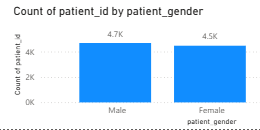 Count of patient_id by patient_gender
4.7K
4.5K
Count of patient_id
4K
2K
0K
Male
Female
patient_gender